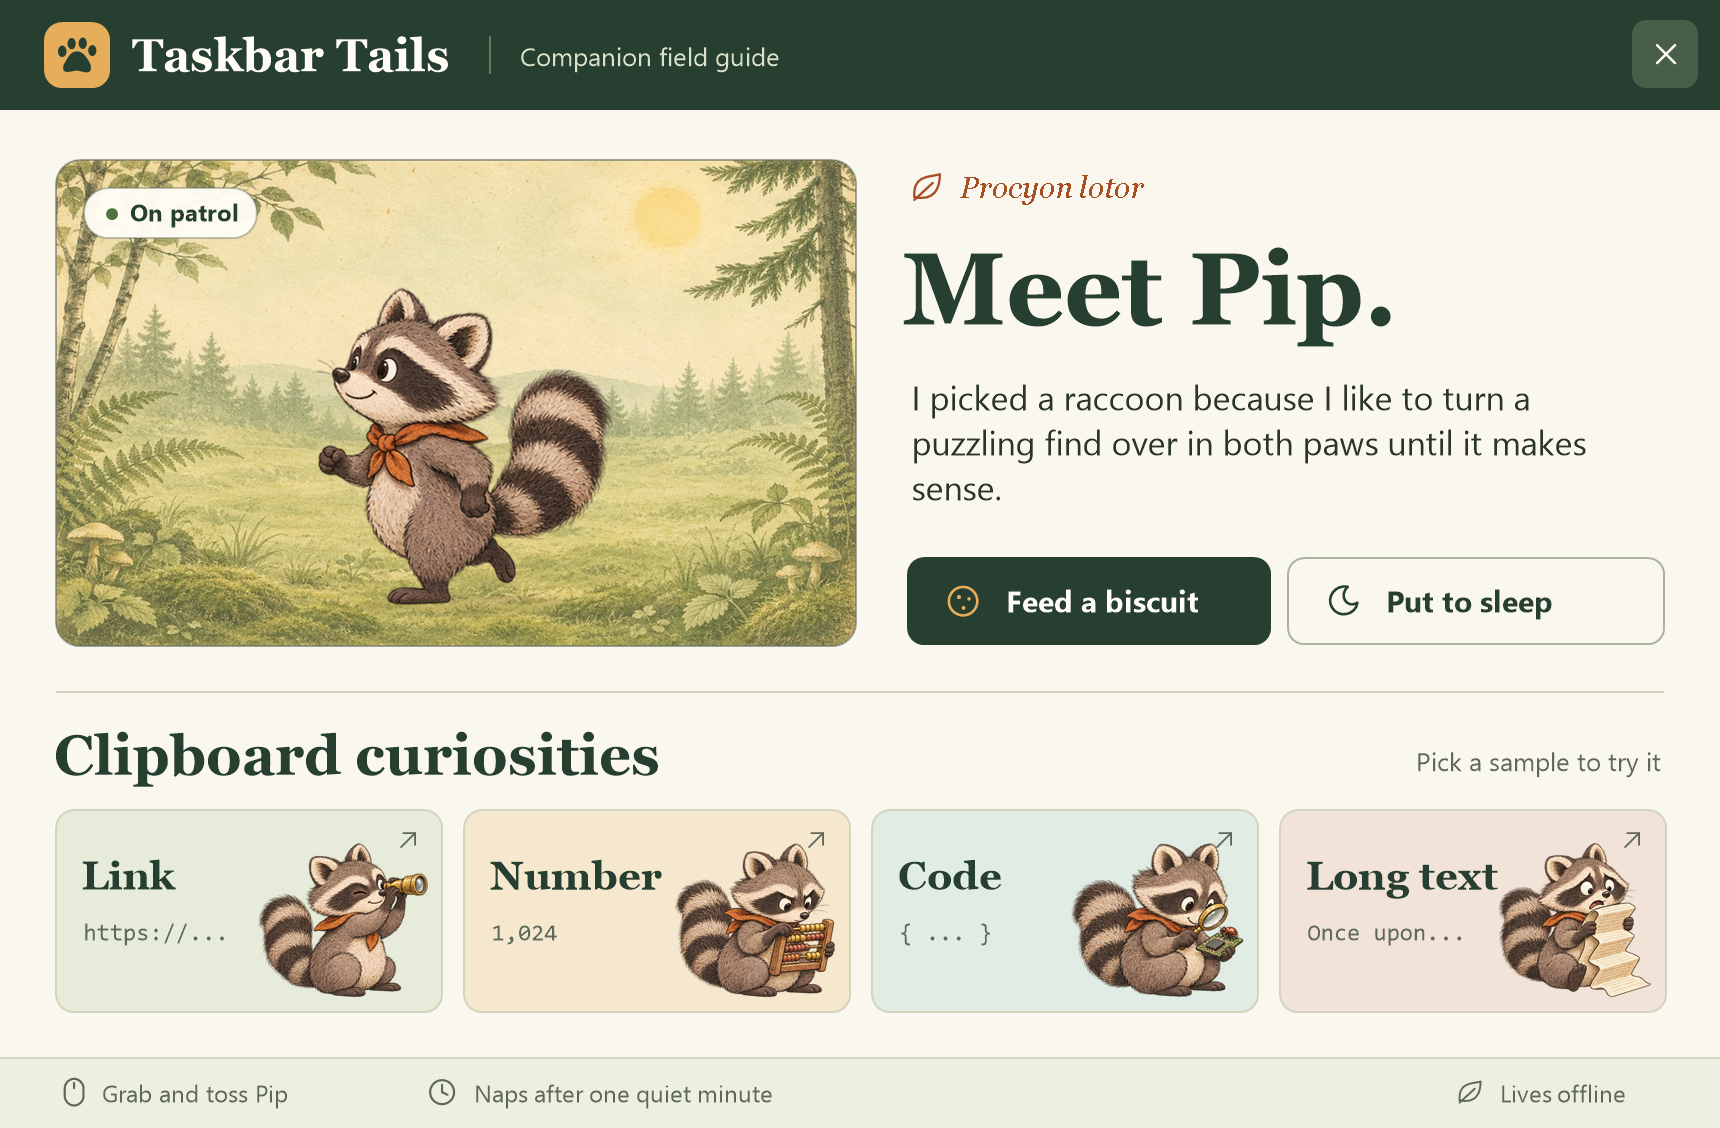 Taskbar Tails
Companion field guide
On patrol
Procyon lotor
Meet Pip.
I picked a raccoon because I like to turn a
puzzling find over in both paws until it makes
sense.
Feed a biscuit
Put to sleep
Clipboard curiosities
Pick a sample to try it
Link
https://...
Number
1,024
Code
{ ... }
Long text
Once upon...
Grab and toss Pip
Naps after one quiet minute
Lives offline